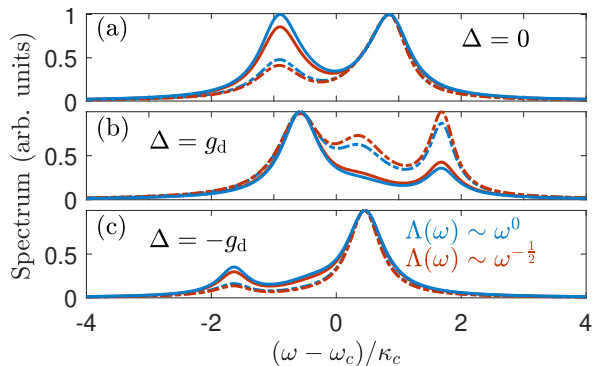 Spectrum (arb. units)
(a)
Δ = 0
1
0.5
0
(b)
Δ = g_d
0.5
0
(c)
Δ = −g_d
Λ(ω) ∼ ω^0
Λ(ω) ∼ ω^{−1/2}
0.5
0
-4 -2 0 2 4
(ω − ω_c)/κ_c